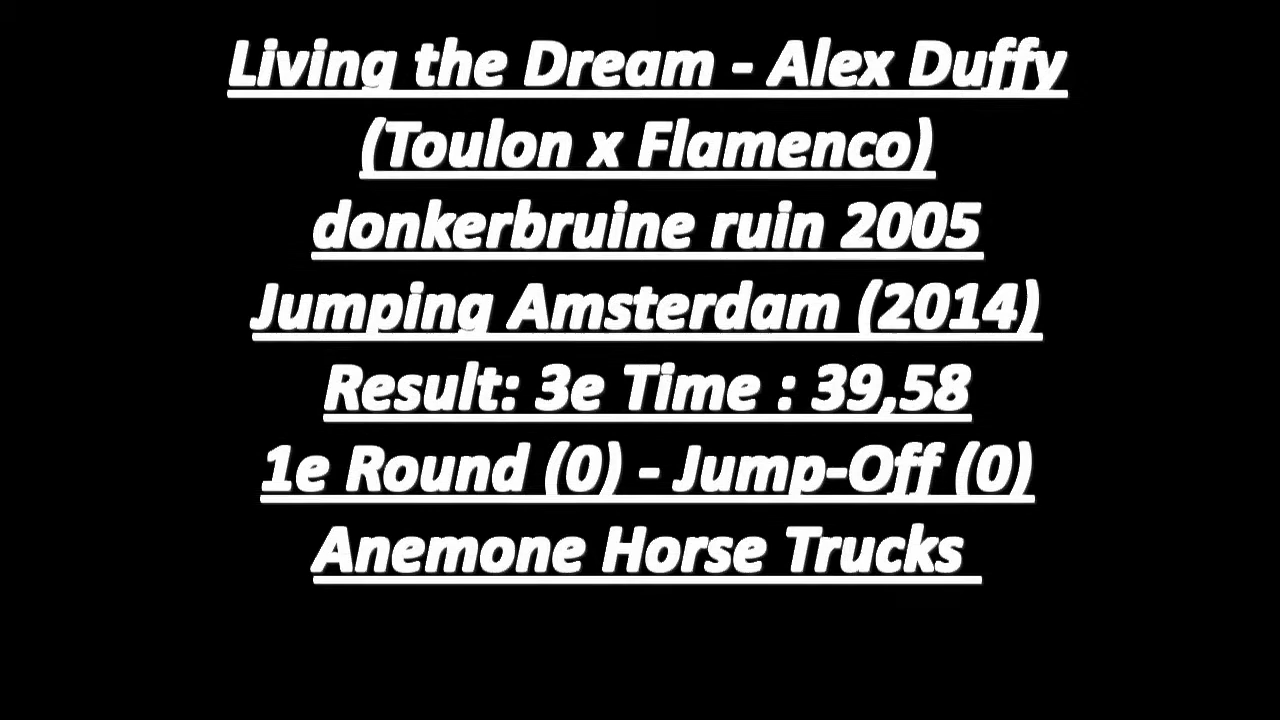 Living the Dream - Alex Duffy
(Toulon x Flamenco)
donkerbruine ruin 2005
Jumping Amsterdam (2014)
Result: 3e Time : 39,58
1e Round (0) - Jump-Off (0)
Anemone Horse Trucks